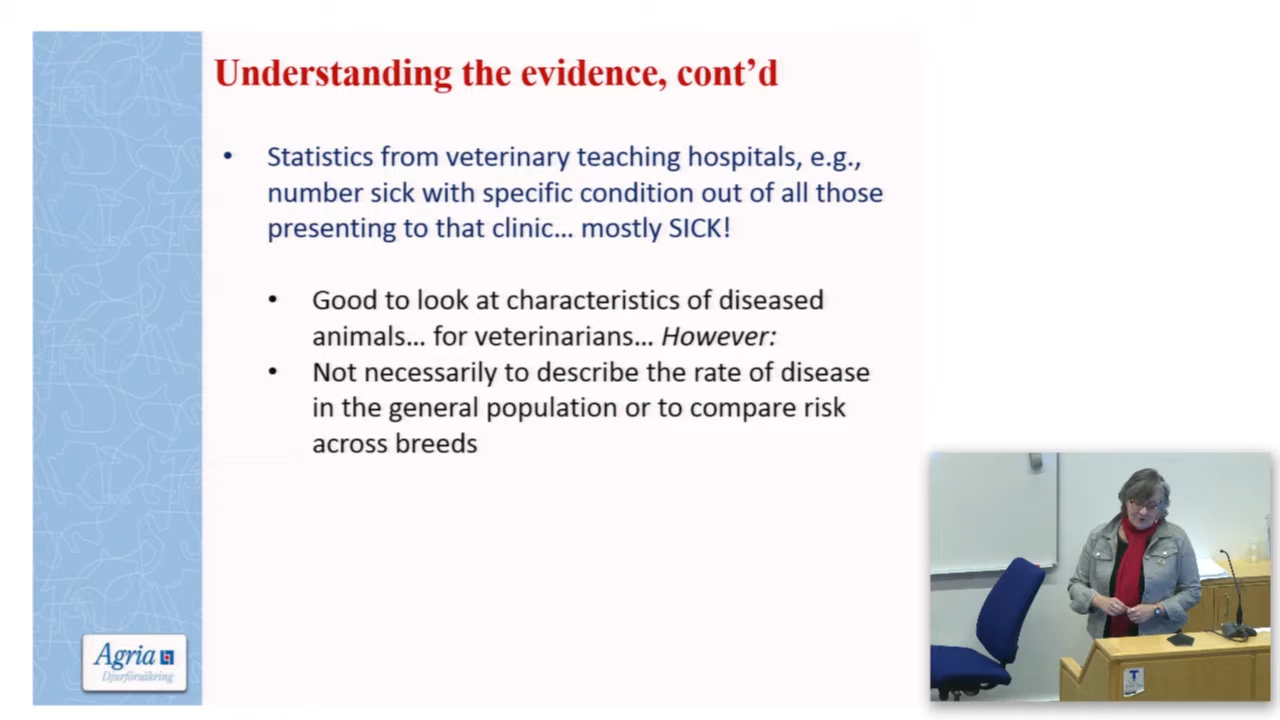 Understanding the evidence, cont’d
• Statistics from veterinary teaching hospitals, e.g.,
number sick with specific condition out of all those
presenting to that clinic… mostly SICK!
• Good to look at characteristics of diseased
animals… for veterinarians… However:
• Not necessarily to describe the rate of disease
in the general population or to compare risk
across breeds
Agria
Djurförsäkring